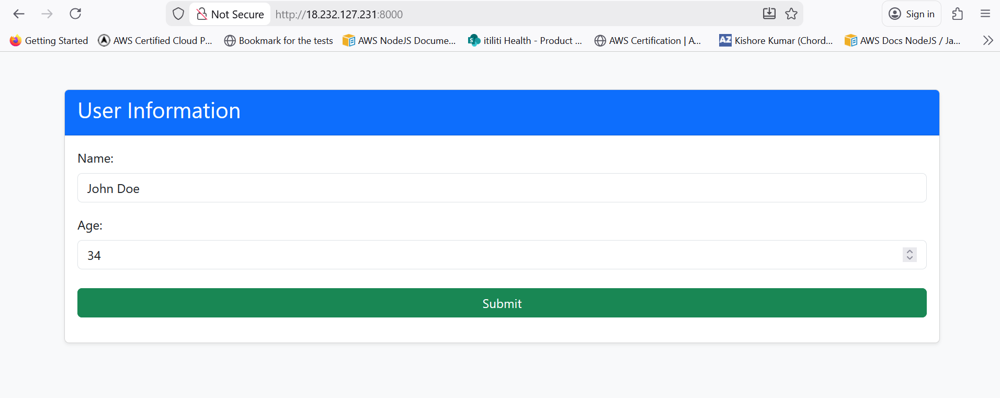 Not Secure http://18.232.127.231:8000 Sign in
Getting Started AWS Certified Cloud P... Bookmark for the tests AWS NodeJS Docume... itiliti Health - Product ... AWS Certification | A... AZ Kishore Kumar (Chord... AWS Docs NodeJS / Ja...
User Information
Name:
John Doe
Age:
34
Submit